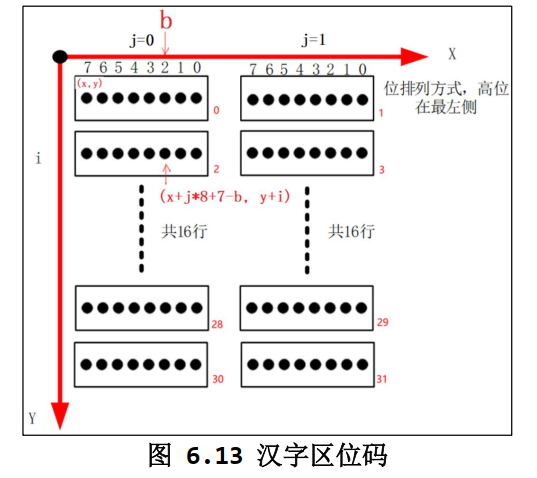 b
j=0
j=1
X
7 6 5 4 3 2 1 0
7 6 5 4 3 2 1 0
(x,y)
0
1
位排列方式，高位
在最左侧
i
2
3
(x+j*8+7-b, y+i)
共16行
共16行
28
29
30
31
Y
图 6.13 汉字区位码